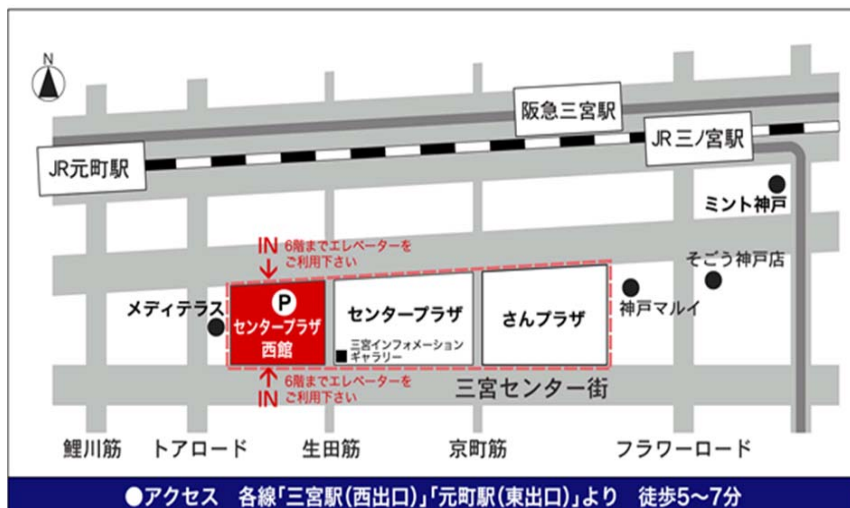 N
阪急三宮駅
JR三ノ宮駅
JR元町駅
ミント神戸
IN 6階までエレベーターを
ご利用下さい
そごう神戸店
メディテラス
P
センタープラザ
西館
センタープラザ
三宮インフォメーション
ギャラリー
さんプラザ
神戸マルイ
IN 6階までエレベーターを
ご利用下さい
三宮センター街
鯉川筋 トアロード 生田筋 京町筋 フラワーロード
●アクセス 各線「三宮駅(西出口)」「元町駅(東出口)」より 徒歩5〜7分